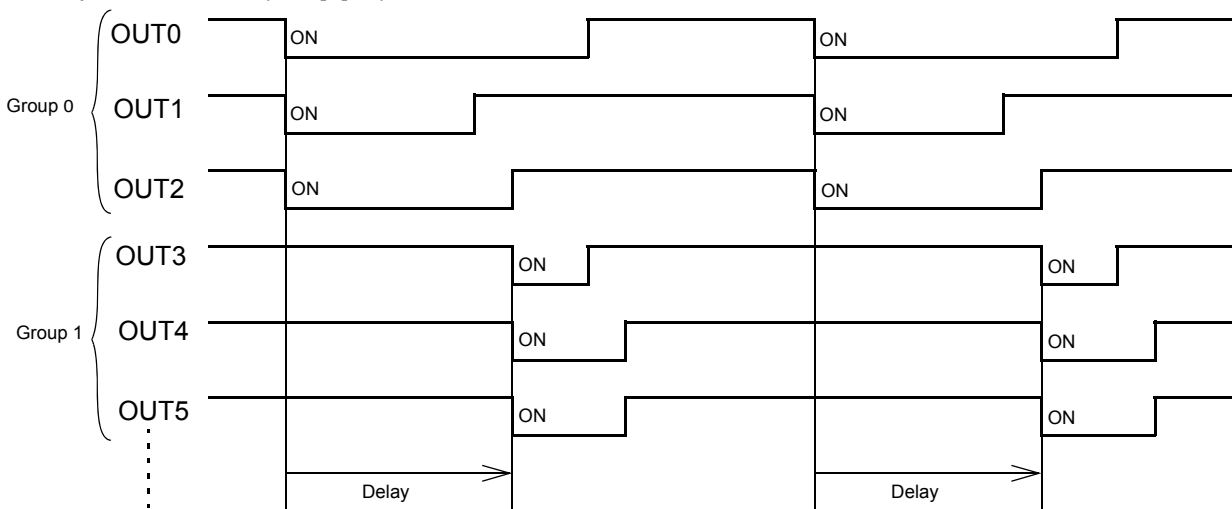 OUT0 ON ON
Group 0 OUT1 ON ON
OUT2 ON ON
OUT3 ON ON
Group 1 OUT4 ON ON
OUT5 ON ON
Delay Delay